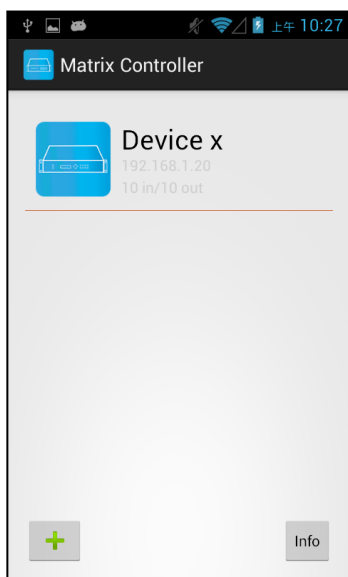 上午 10:27
Matrix Controller
Device x
192.168.1.20
10 in/10 out
Info